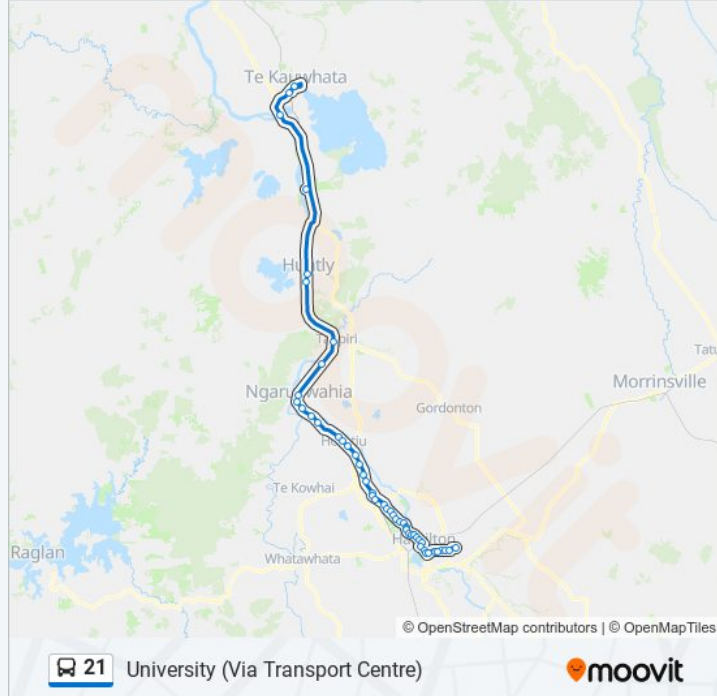 Te Kauwhata
Huntly
Taupiri
Ngaruawahia
Gordonton
Morrinsville
Horotiu
Te Kowhai
Hamilton
Raglan
Whatawhata
© OpenStreetMap contributors | © OpenMapTiles
21 University (Via Transport Centre)
moovit